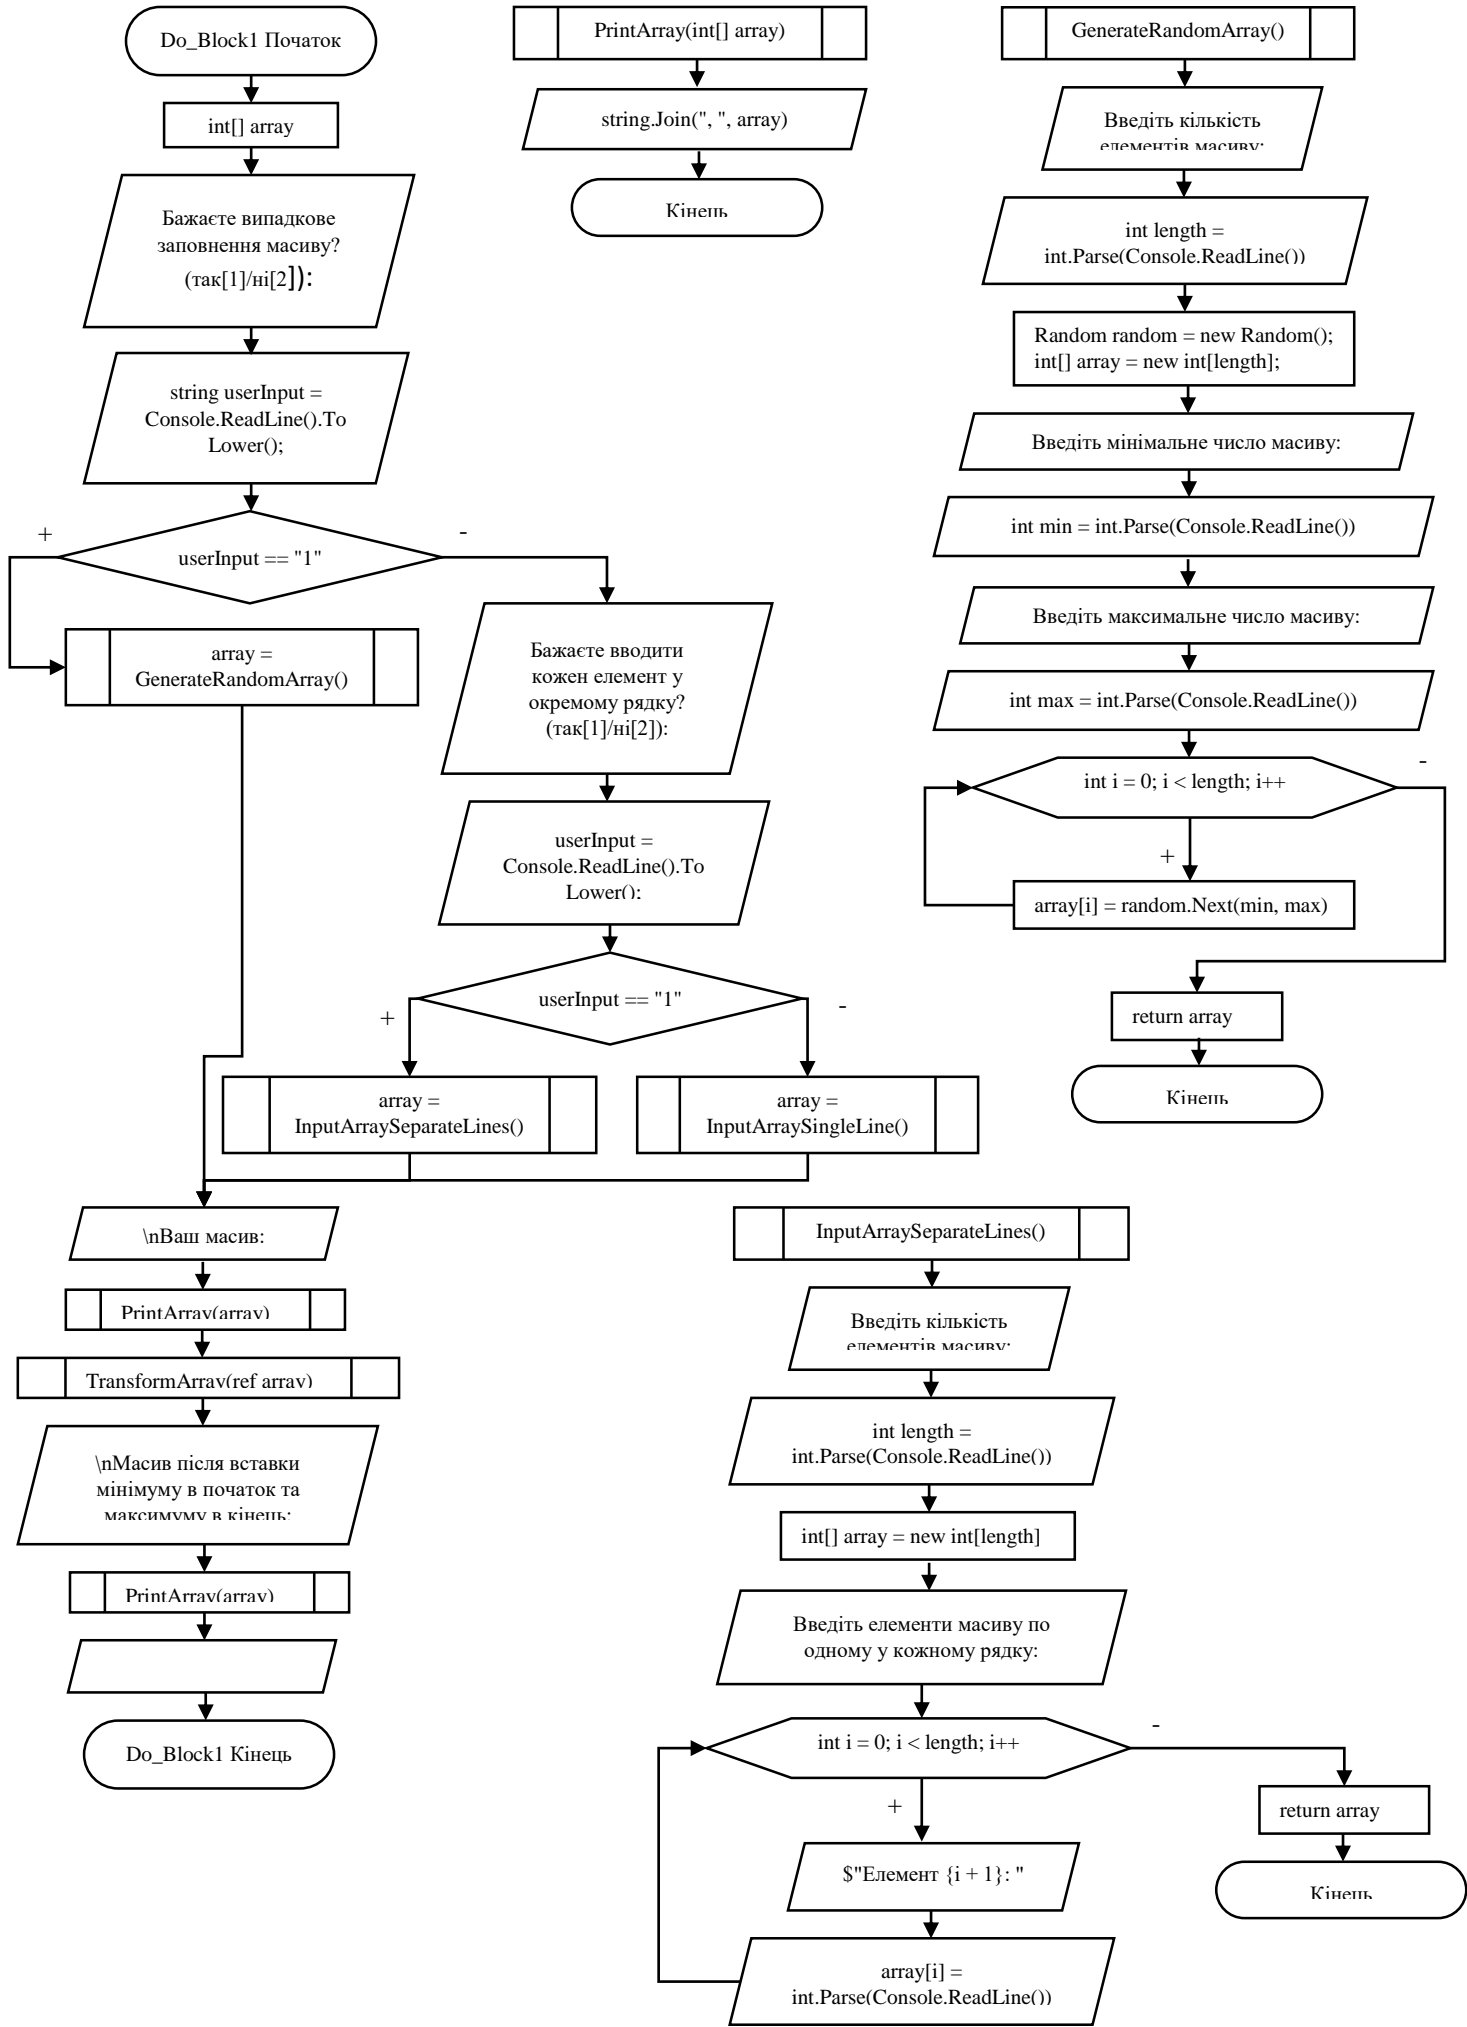 Do_Block1 Початок
int[] array
Бажаєте випадкове
заповнення масиву?
(так[1]/ні[2]):
string userInput =
Console.ReadLine().To
Lower();
+
-
userInput == "1"
array =
GenerateRandomArray()
Бажаєте вводити
кожен елемент у
окремому рядку?
(так[1]/ні[2]):
userInput =
Console.ReadLine().To
Lower();
userInput == "1"
+
-
array =
InputArraySeparateLines()
array =
InputArraySingleLine()
\nВаш масив:
PrintArray(array)
TransformArray(ref array)
\nМасив після вставки
мінімуму в початок та
максимуму в кінець:
PrintArray(array)
Do_Block1 Кінець
PrintArray(int[] array)
string.Join(", ", array)
Кінець
GenerateRandomArray()
Введіть кількість
елементів масиву:
int length =
int.Parse(Console.ReadLine())
Random random = new Random();
int[] array = new int[length];
Введіть мінімальне число масиву:
int min = int.Parse(Console.ReadLine())
Введіть максимальне число масиву:
int max = int.Parse(Console.ReadLine())
int i = 0; i < length; i++
-
+
array[i] = random.Next(min, max)
return array
Кінець
InputArraySeparateLines()
Введіть кількість
елементів масиву:
int length =
int.Parse(Console.ReadLine())
int[] array = new int[length]
Введіть елементи масиву по
одному у кожному рядку:
int i = 0; i < length; i++
-
+
$"Елемент {i + 1}: "
array[i] =
int.Parse(Console.ReadLine())
return array
Кінець